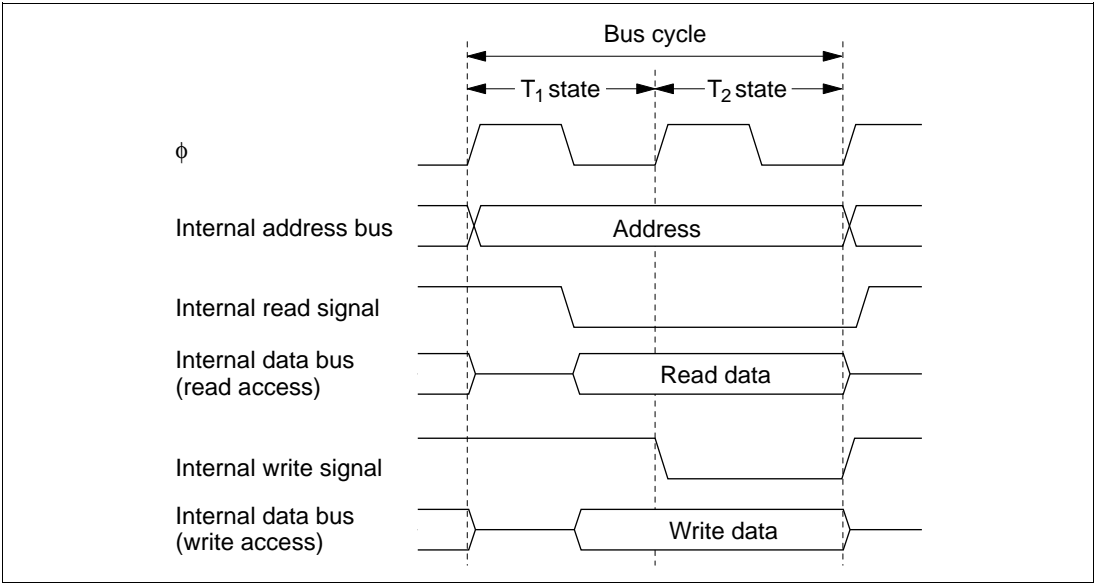 Bus cycle
T1 state
T2 state
ϕ
Internal address bus
Address
Internal read signal
Internal data bus
(read access)
Read data
Internal write signal
Internal data bus
(write access)
Write data